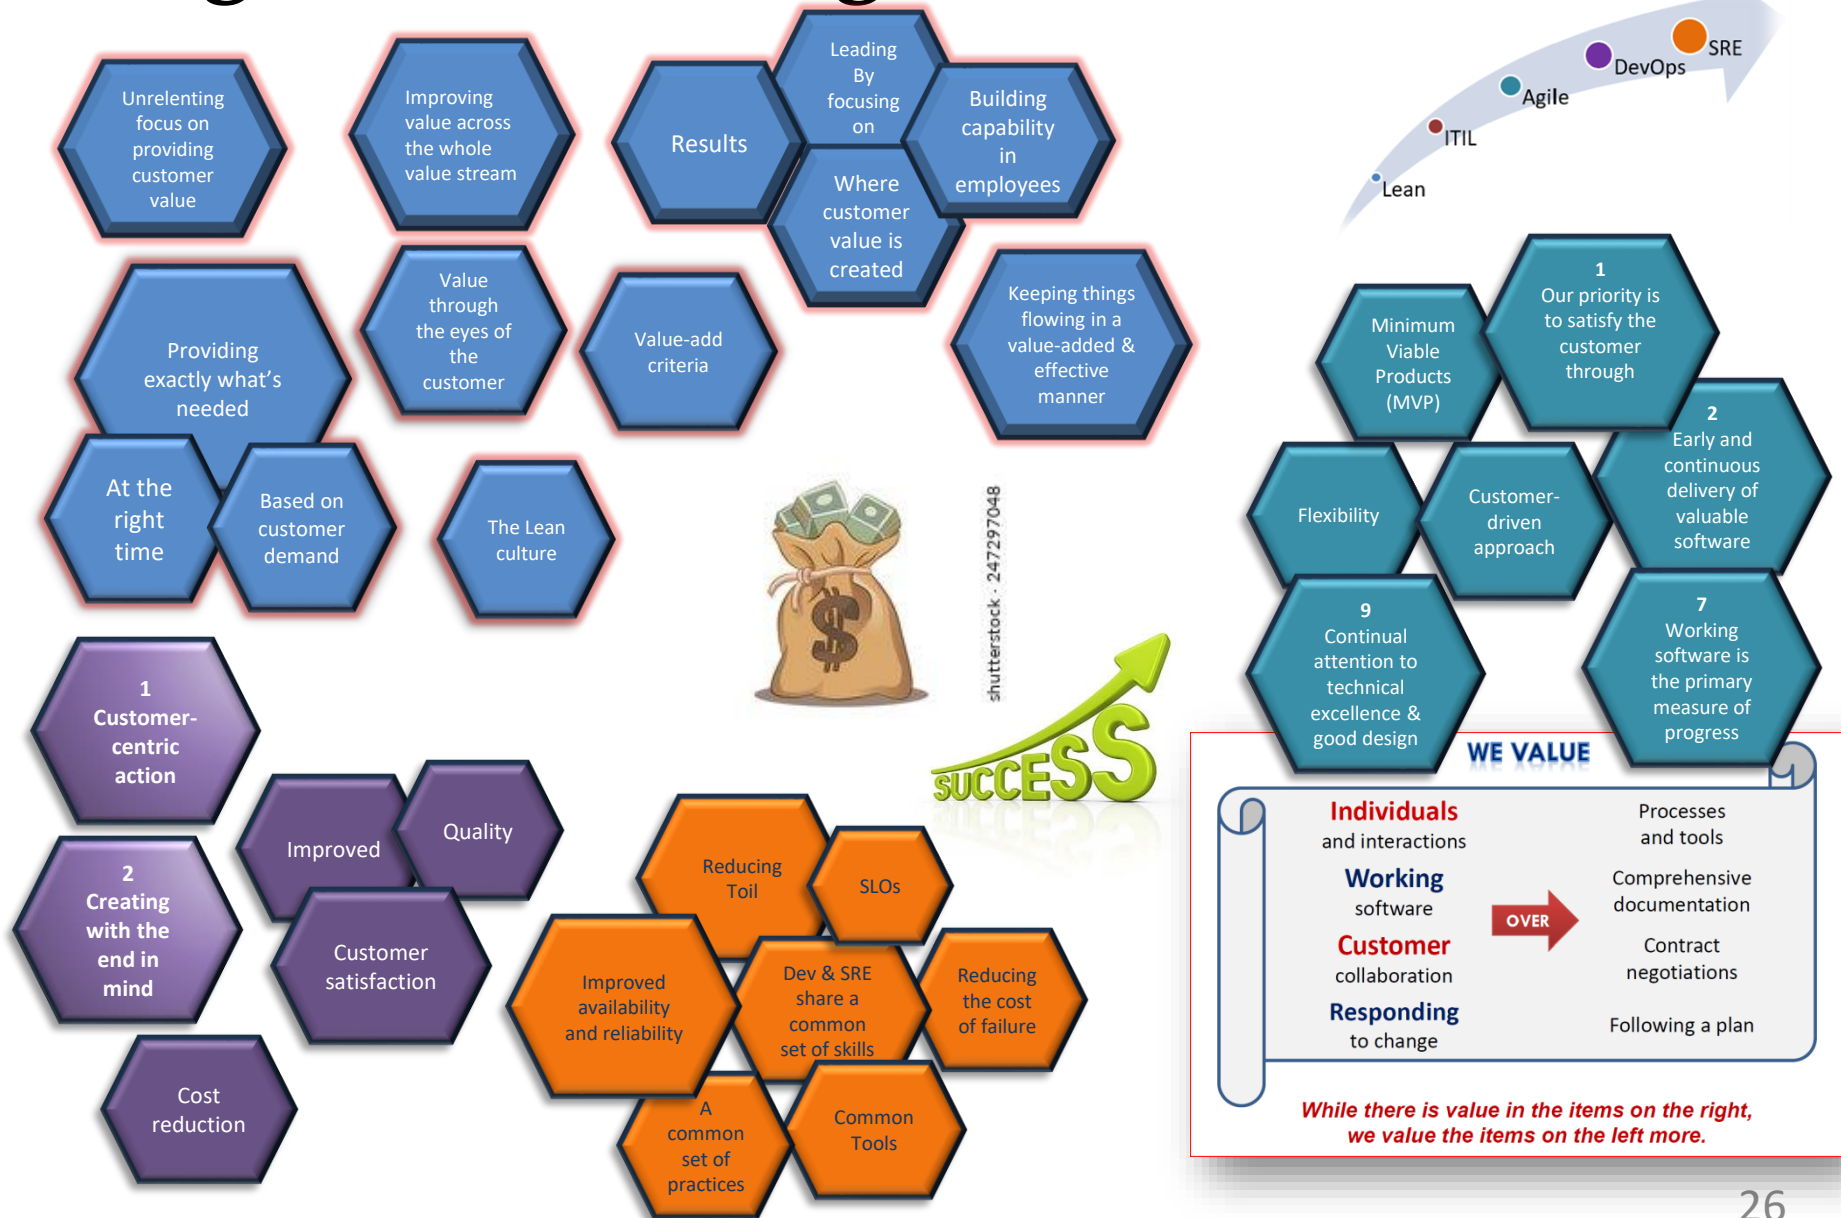 Unrelenting
focus on
providing
customer
value
Improving
value across
the whole
value stream
Results
Leading
By
focusing
on
Building
capability
in
employees
Where
customer
value is
created
Providing
exactly what's
needed
At the
right
time
Based on
customer
demand
Value
through
the eyes of
the
customer
Value-add
criteria
Keeping things
flowing in a
value-added &
effective
manner
The Lean
culture
SRE
DevOps
Agile
ITIL
Lean
Minimum
Viable
Products
(MVP)
1
Our priority is
to satisfy the
customer
through
2
Early and
continuous
delivery of
valuable
software
Flexibility
Customer-
driven
approach
9
Continual
attention to
technical
excellence &
good design
7
Working
software is
the primary
measure of
progress
$
shutterstock · 247297048
SUCCESS
1
Customer-
centric
action
2
Creating
with the
end in
mind
Improved
Quality
Customer
satisfaction
Cost
reduction
Reducing
Toil
SLOs
Improved
availability
and reliability
Dev & SRE
share a
common
set of skills
Reducing
the cost
of failure
A
common
set of
practices
Common
Tools
WE VALUE
Individuals
and interactions
Processes
and tools
Working
software
Comprehensive
documentation
OVER
Customer
collaboration
Contract
negotiations
Responding
to change
Following a plan
While there is value in the items on the right,
we value the items on the left more.
26